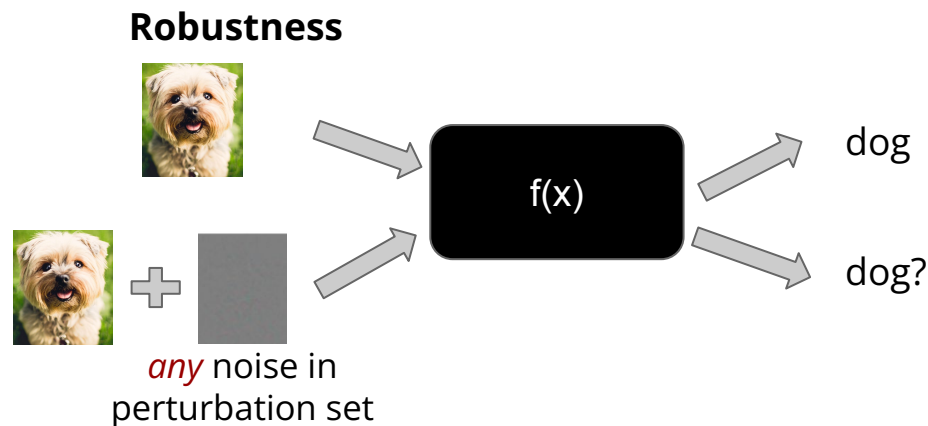 Robustness
f(x)
dog
dog?
any noise in
perturbation set